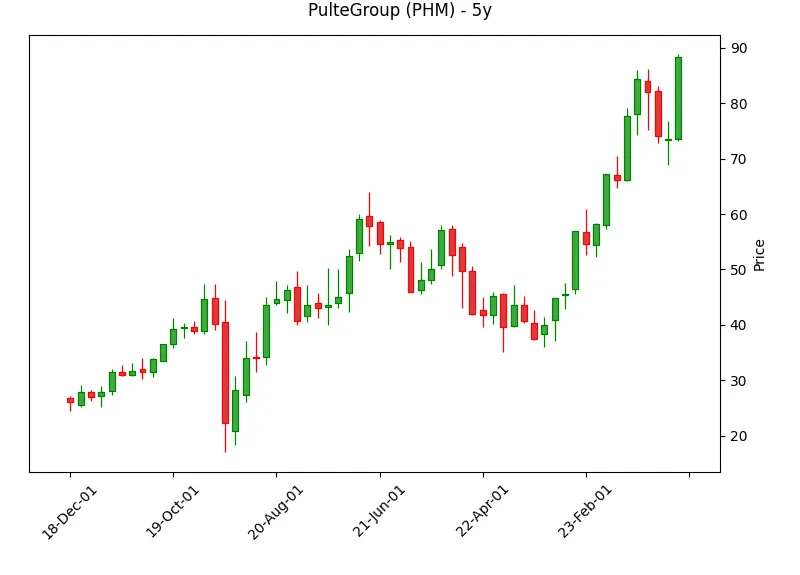 PulteGroup (PHM) - 5y
90
80
70
60
50
40
30
20
Price
18-Dec-01
19-Oct-01
20-Aug-01
21-Jun-01
22-Apr-01
23-Feb-01